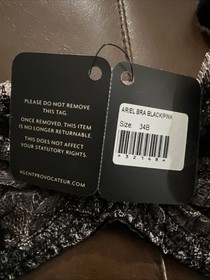 PLEASE DO NOT REMOVE
THIS TAG.
ONCE REMOVED, THIS ITEM
IS NO LONGER RETURNABLE.
THIS DOES NOT AFFECT
YOUR STATUTORY RIGHTS.
AGENTPROVOCATEUR.COM
ARIEL BRA BLACK/PINK
Size: 34B
432148